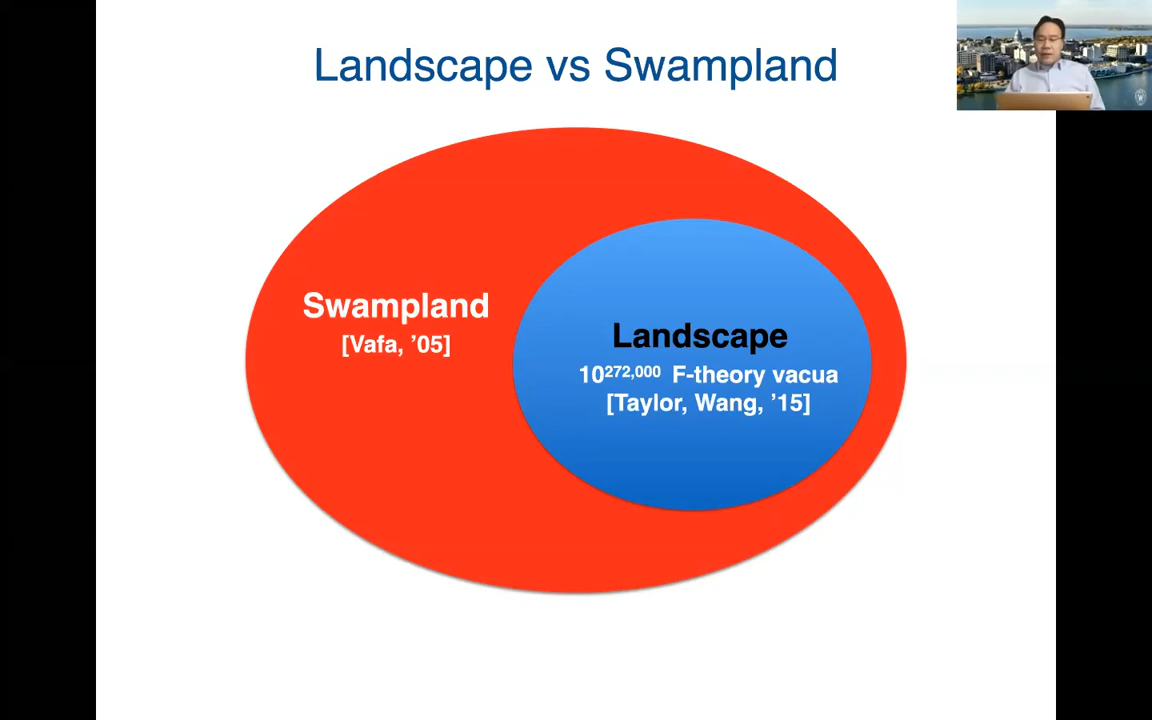 Landscape vs Swampland
Swampland
[Vafa, ’05]
Landscape
10²⁷²,⁰⁰⁰ F-theory vacua
[Taylor, Wang, ’15]
W